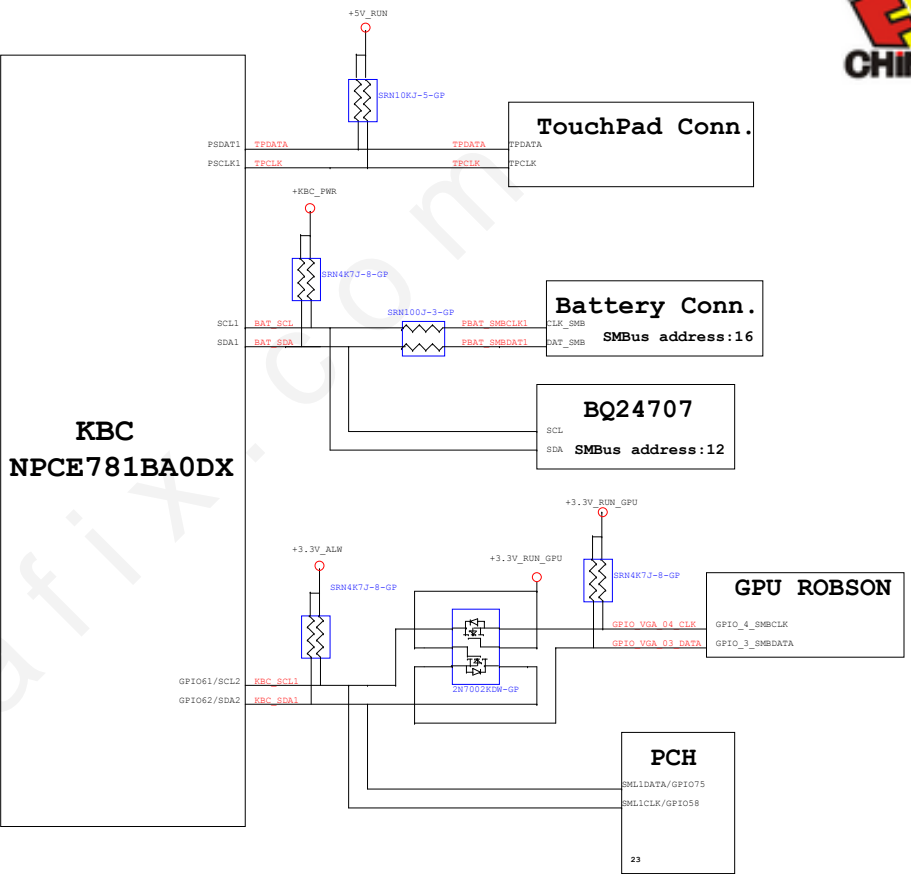 +5V_RUN
CHI
SRN10KJ-5-GP
TouchPad Conn.
PSDAT1 TPDATA TPDATA TPDATA
PSCLK1 TPCLK TPCLK TPCLK
+KBC_PWR
SRN4K7J-8-GP
SRN100J-3-GP
Battery Conn.
SCL1 BAT_SCL PBAT_SMBCLK1 CLK_SMB
SMBus address:16
SDA1 BAT_SDA PBAT_SMBDAT1 DAT_SMB
BQ24707
SCL
SDA SMBus address:12
KBC
NPCE781BA0DX
+3.3V_RUN_GPU
+3.3V_ALW
+3.3V_RUN_GPU
SRN4K7J-8-GP
SRN4K7J-8-GP
GPU ROBSON
GPIO_VGA_04_CLK GPIO_4_SMBCLK
GPIO_VGA_03_DATA GPIO_3_SMBDATA
GPIO61/SCL2 KBC_SCL1
2N7002KDW-GP
GPIO62/SDA2 KBC_SDA1
PCH
SML1DATA/GPIO75
SML1CLK/GPIO58
23
afix.com